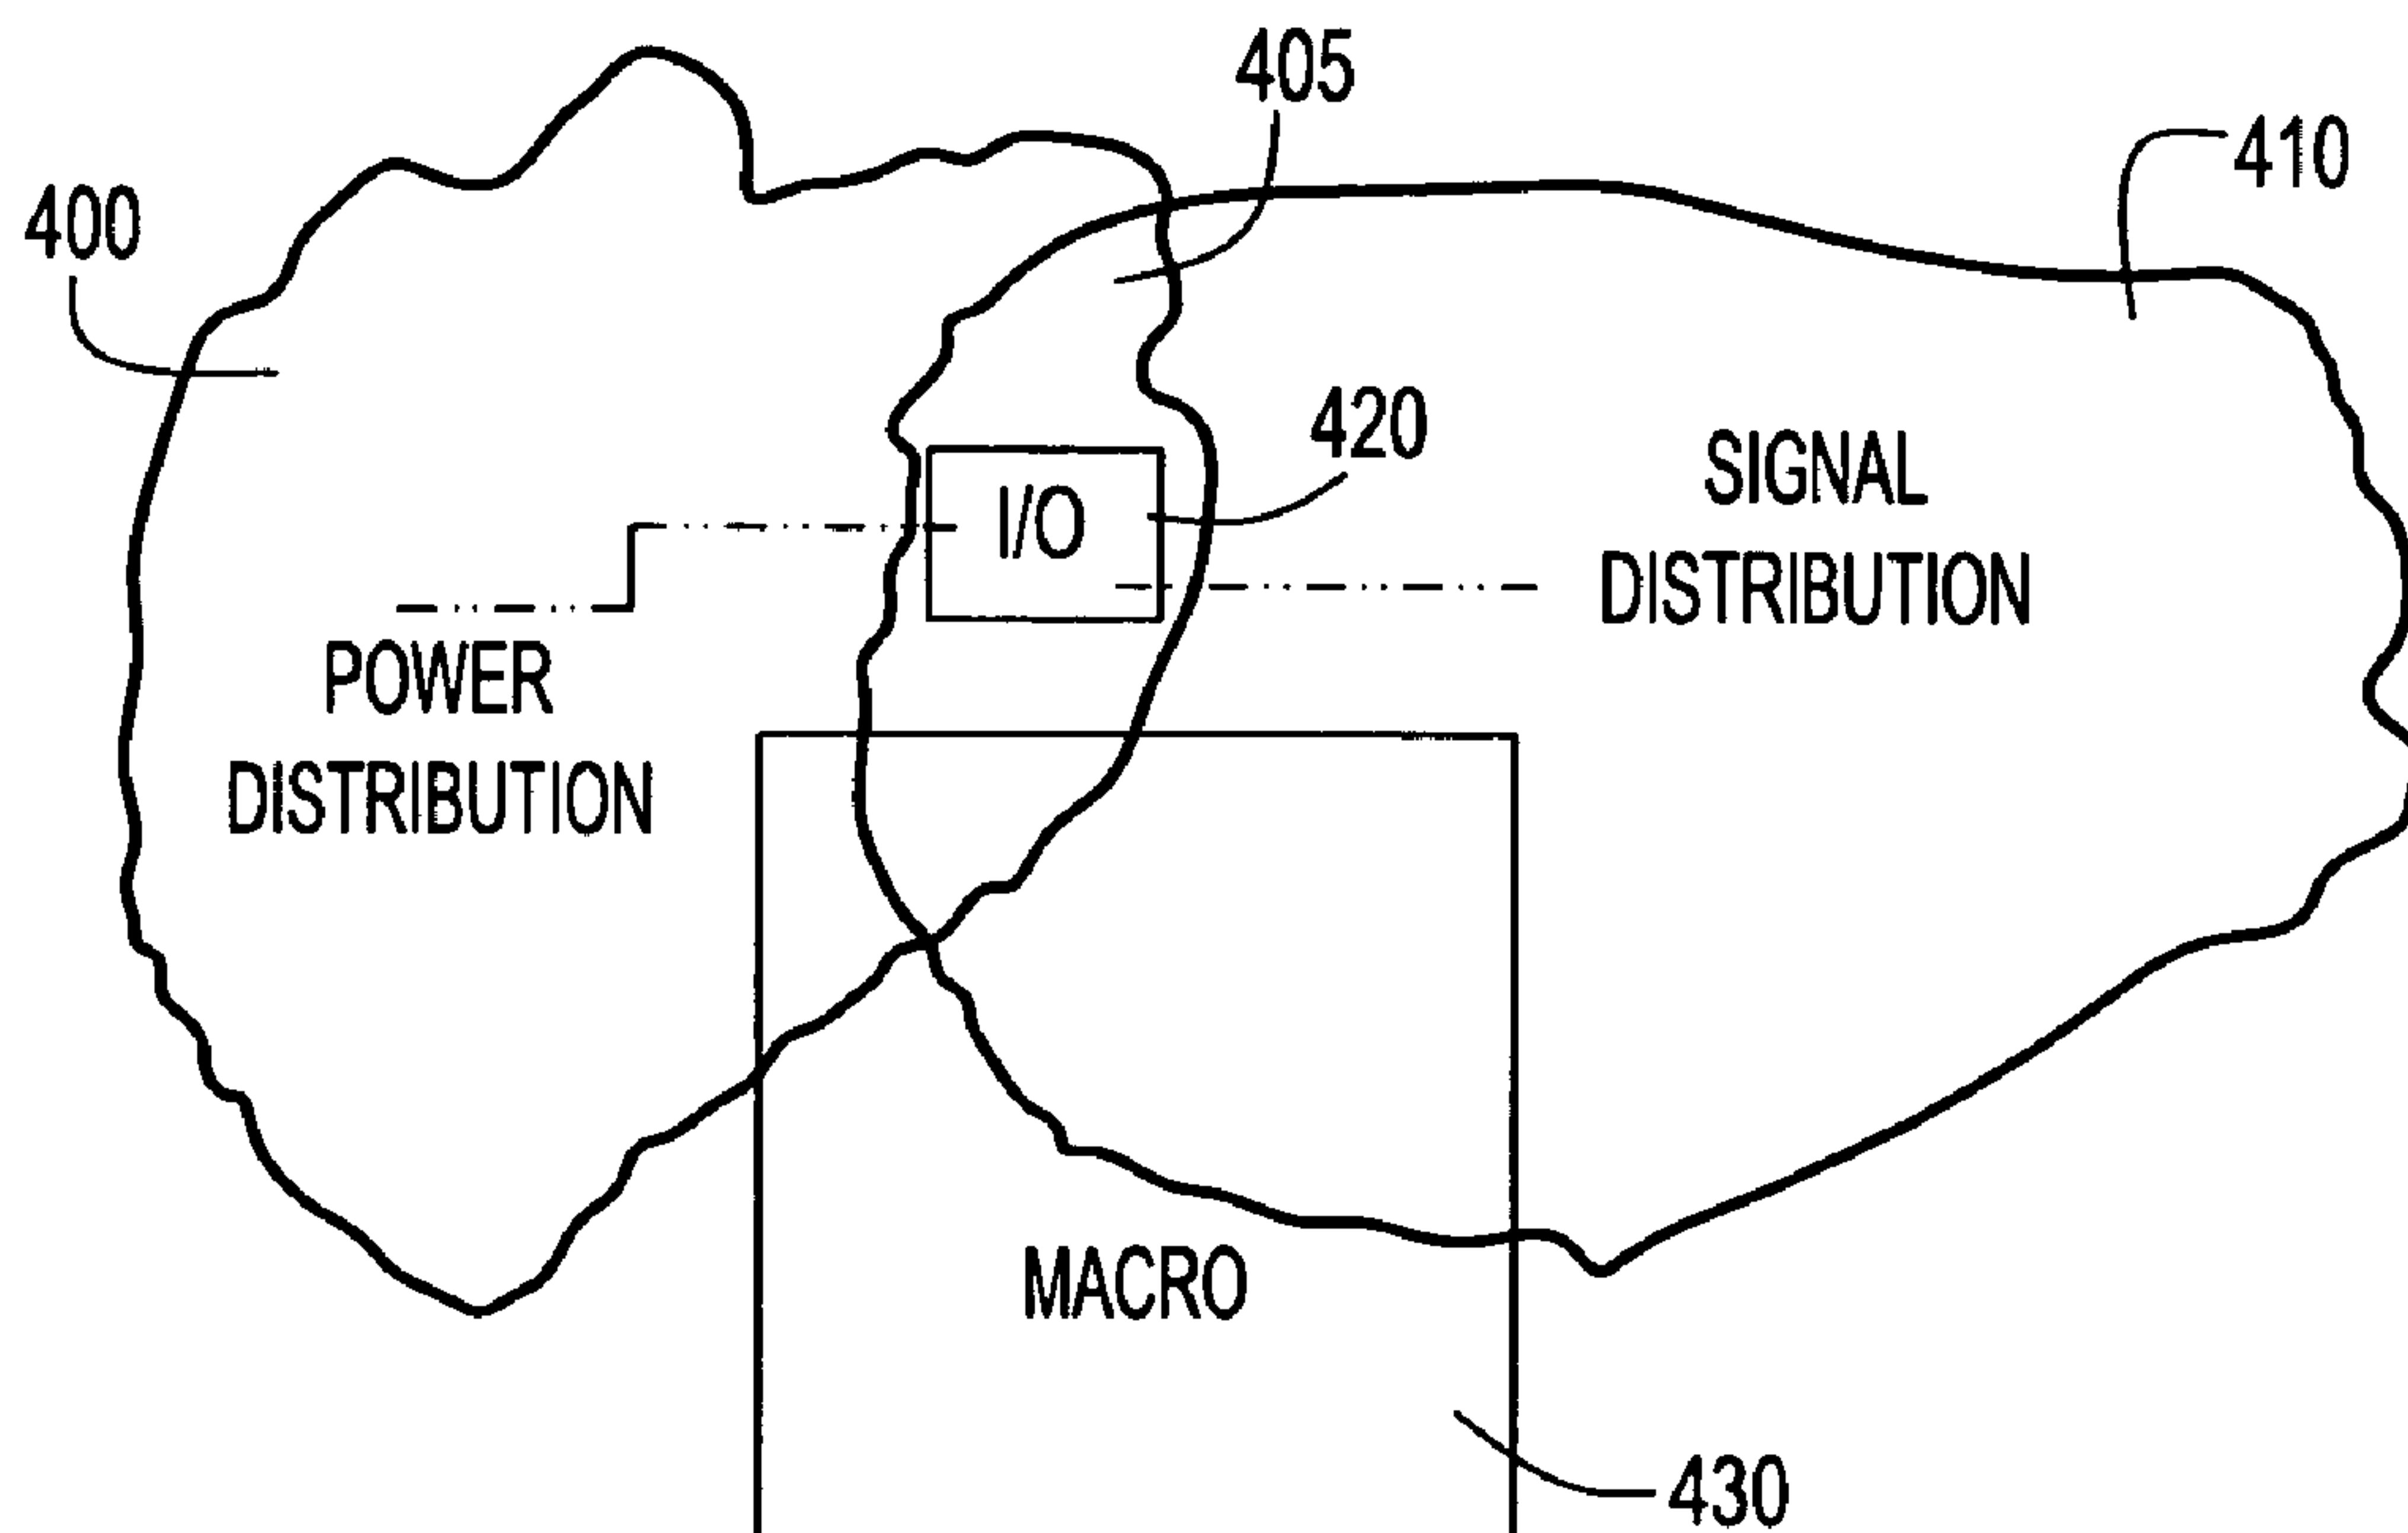 405
410
400
420
I/O
SIGNAL
DISTRIBUTION
POWER
DISTRIBUTION
MACRO
430